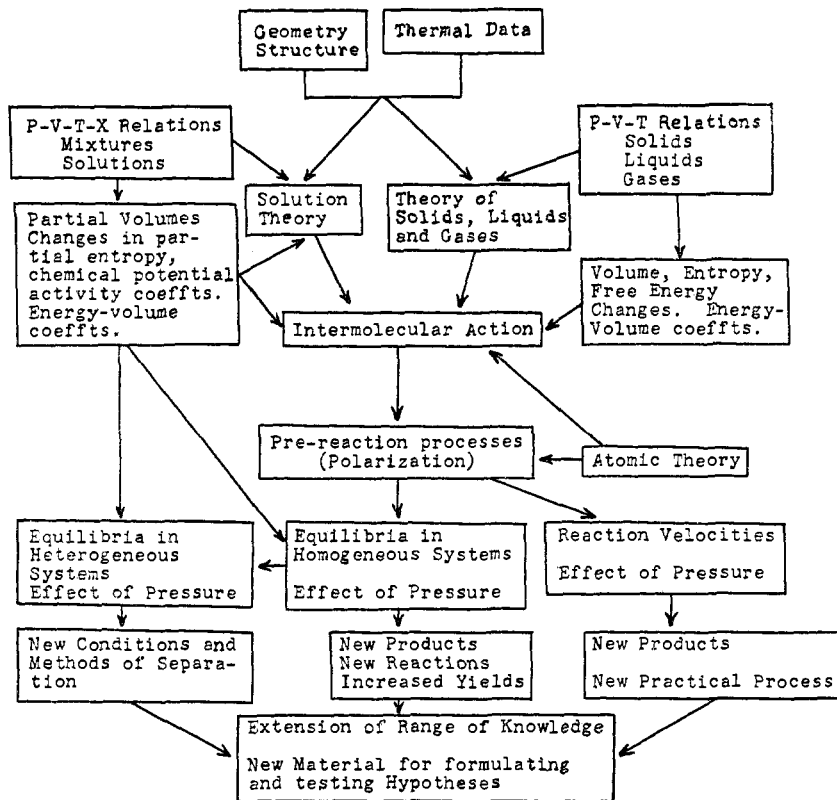 Geometry
Structure
Thermal Data
P-V-T-X Relations
Mixtures
Solutions
P-V-T Relations
Solids
Liquids
Gases
Solution
Theory
Theory of
Solids, Liquids
and Gases
Partial Volumes
Changes in par-
tial entropy,
chemical potential
activity coeffts.
Energy-volume
coeffts.
Volume, Entropy,
Free Energy
Changes. Energy-
Volume coeffts.
Intermolecular Action
Pre-reaction processes
(Polarization)
Atomic Theory
Equilibria in
Heterogeneous
Systems
Effect of Pressure
Equilibria in
Homogeneous Systems
Effect of Pressure
Reaction Velocities
Effect of Pressure
New Conditions and
Methods of Separa-
tion
New Products
New Reactions
Increased Yields
New Products
New Practical Process
Extension of Range of Knowledge
New Material for formulating
and testing Hypotheses